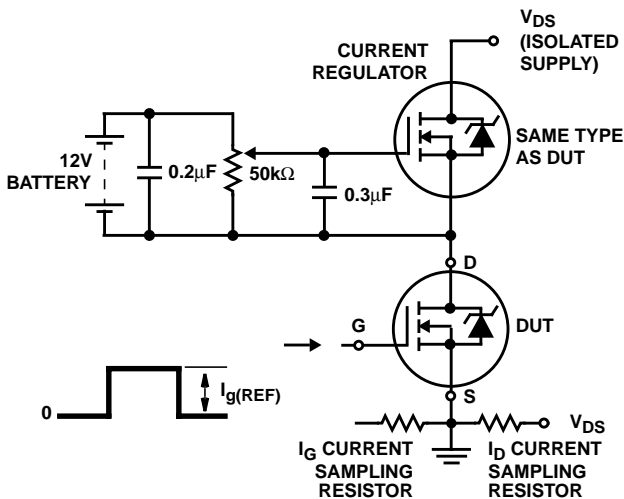 V_DS
(ISOLATED
SUPPLY)
CURRENT
REGULATOR
SAME TYPE
AS DUT
12V
BATTERY
0.2μF
50kΩ
0.3μF
D
DUT
G
0
I_g(REF)
S
V_DS
I_G CURRENT
SAMPLING
RESISTOR
I_D CURRENT
SAMPLING
RESISTOR